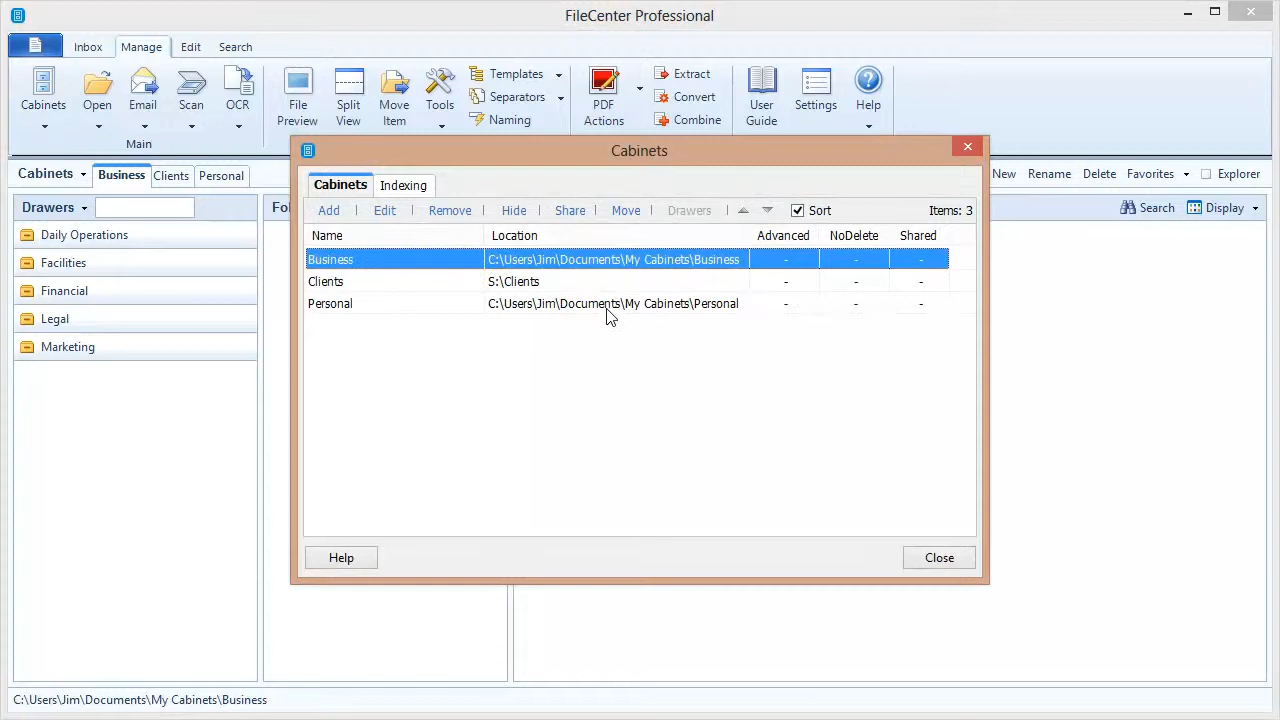 FileCenter Professional
Inbox Manage Edit Search
Cabinets Open Email Scan OCR File Preview Split View Move Item Tools Templates Separators Naming PDF Actions Extract Convert Combine User Guide Settings Help
Main
Cabinets Business Clients Personal New Rename Delete Favorites Explorer
Drawers Fol Search Display
Daily Operations
Facilities
Financial
Legal
Marketing
Cabinets
Cabinets Indexing
Add Edit Remove Hide Share Move Drawers Sort Items: 3
Name Location Advanced NoDelete Shared
Business C:\Users\Jim\Documents\My Cabinets\Business - - -
Clients S:\Clients - - -
Personal C:\Users\Jim\Documents\My Cabinets\Personal - - -
Help Close
C:\Users\Jim\Documents\My Cabinets\Business